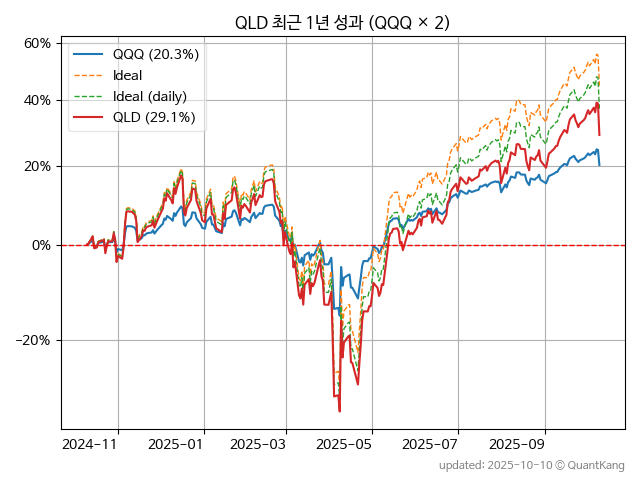 QLD 최근 1년 성과 (QQQ × 2)
60%
40%
20%
0%
−20%
QQQ (20.3%)
Ideal
Ideal (daily)
QLD (29.1%)
2024-11
2025-01
2025-03
2025-05
2025-07
2025-09
updated: 2025-10-10 © QuantKang